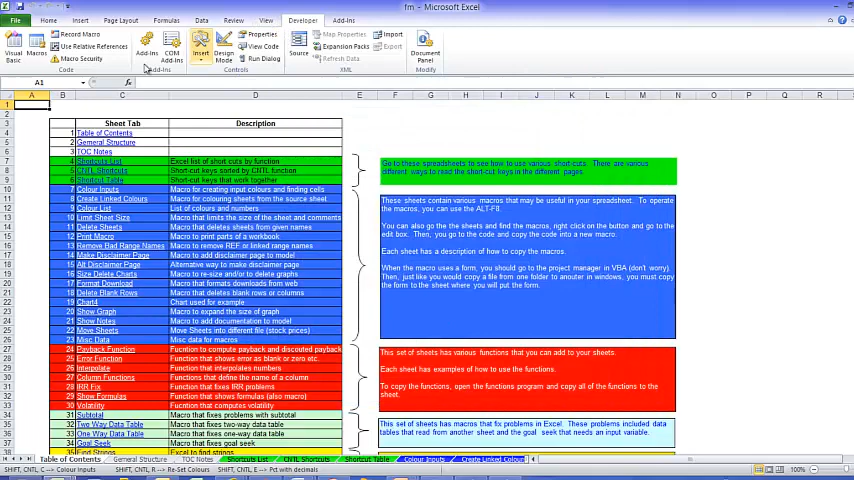 fm - Microsoft Excel
File Home Insert Page Layout Formulas Data Review View Developer Add-Ins
Visual Basic
Macros
Record Macro
Use Relative References
Macro Security
Code
Add-Ins
COM Add-Ins
Add-Ins
Insert
Design Mode
Properties
View Code
Run Dialog
Controls
Source
Map Properties
Expansion Packs
Refresh Data
Import
Export
XML
Document Panel
Modify
A1 fx
A B C D E F G H I J K L M N O P Q R
Sheet Tab Description
1 Table of Contents
2 General Structure
3 TOC Notes
4 Shortcuts List Excel list of short cuts by function
5 CNTL Shortcuts Short-cut keys sorted by CNTL function
6 Shortcut Table Short-cut keys that work together
7 Colour Inputs Macro for creating input colours and finding cells
8 Create Linked Colours Macro for colouring sheets from the source sheet
9 Colour List List of colours and numbers
10 Limit Sheet Size Macro that limits the size of the sheet and comments
11 Delete Sheets Macro that deletes sheets from given names
12 Print Macro Macro to print parts of a workbook
13 Remove Bad Range Names Macro to remove REF or linked range names
14 Make Disclaimer Page Macro to add disclaimer page to model
15 Alt Disclaimer Page Alternative way to make disclaimer page
16 Size Delete Charts Macro to re-size and/or to delete graphs
17 Format Download Macro that formats downloads from web
18 Delete Blank Rows Macro that deletes blank rows or columns
19 Chart4 Chart used for example
20 Show Graph Macro to expand the size of graph
21 Show Notes Macro to add documentation to model
22 Move Sheets Move Sheets into different file (stock prices)
23 Misc Data Misc data for macros
24 Payback Function Function to compute payback and discouted payback
25 Error Function Function that shows error as blank or zero etc.
26 Interpolate Function that interpolates numbers
27 Column Functions Functions that define the name of a column
28 IRR Fix Function that fixes IRR problems
29 Show Formulas Function that shows formulas (also macro)
30 Volatility Function that computes volatility
31 Subtotal Macro that fixes problems with subtotal
32 Two Way Data Table Macro that fixes two-way data table
33 One Way Data Table Macro that fixes one-way data table
34 Goal Seek Macro that fixes goal seek
35 Find Strings Excel to find strings
Go to these spreadsheets to see how to use various short-cuts. There are various
different ways to read the short-cut keys in the different pages.
These sheets contain various macros that may be useful in your spreadsheet. To operate
the macros, you can use the ALT-F8.
You can also go the the sheets and find the macros, right click on the button and go to the
edit box. Then, you go to the code and copy the code into a new macro.
Each sheet has a description of how to copy the macros.
When the macro uses a form, you should go to the project manager in VBA (don't worry).
Then, just like you would copy a file from one folder to anouter in windows, you must copy
the form to the sheet where you will put the form.
This set of sheets has various functions that you can add to your sheets.
Each sheet has examples of how to use the functions.
To copy the functions, open the functions program and copy all of the functions to the
sheet.
This set of sheets has macros that fix problems in Excel. These problems included data
tables that read from another sheet and the goal seek that needs an input variable.
Table of Contents General Structure TOC Notes Shortcuts List CNTL Shortcuts Shortcut Table Colour Inputs Create Linked Colours
SHIFT, CNTL, C -> Colour Inputs SHIFT, CNTL, R -> Re-Set Colours SHIFT, CNTL, E -> Pct with decimals 100%